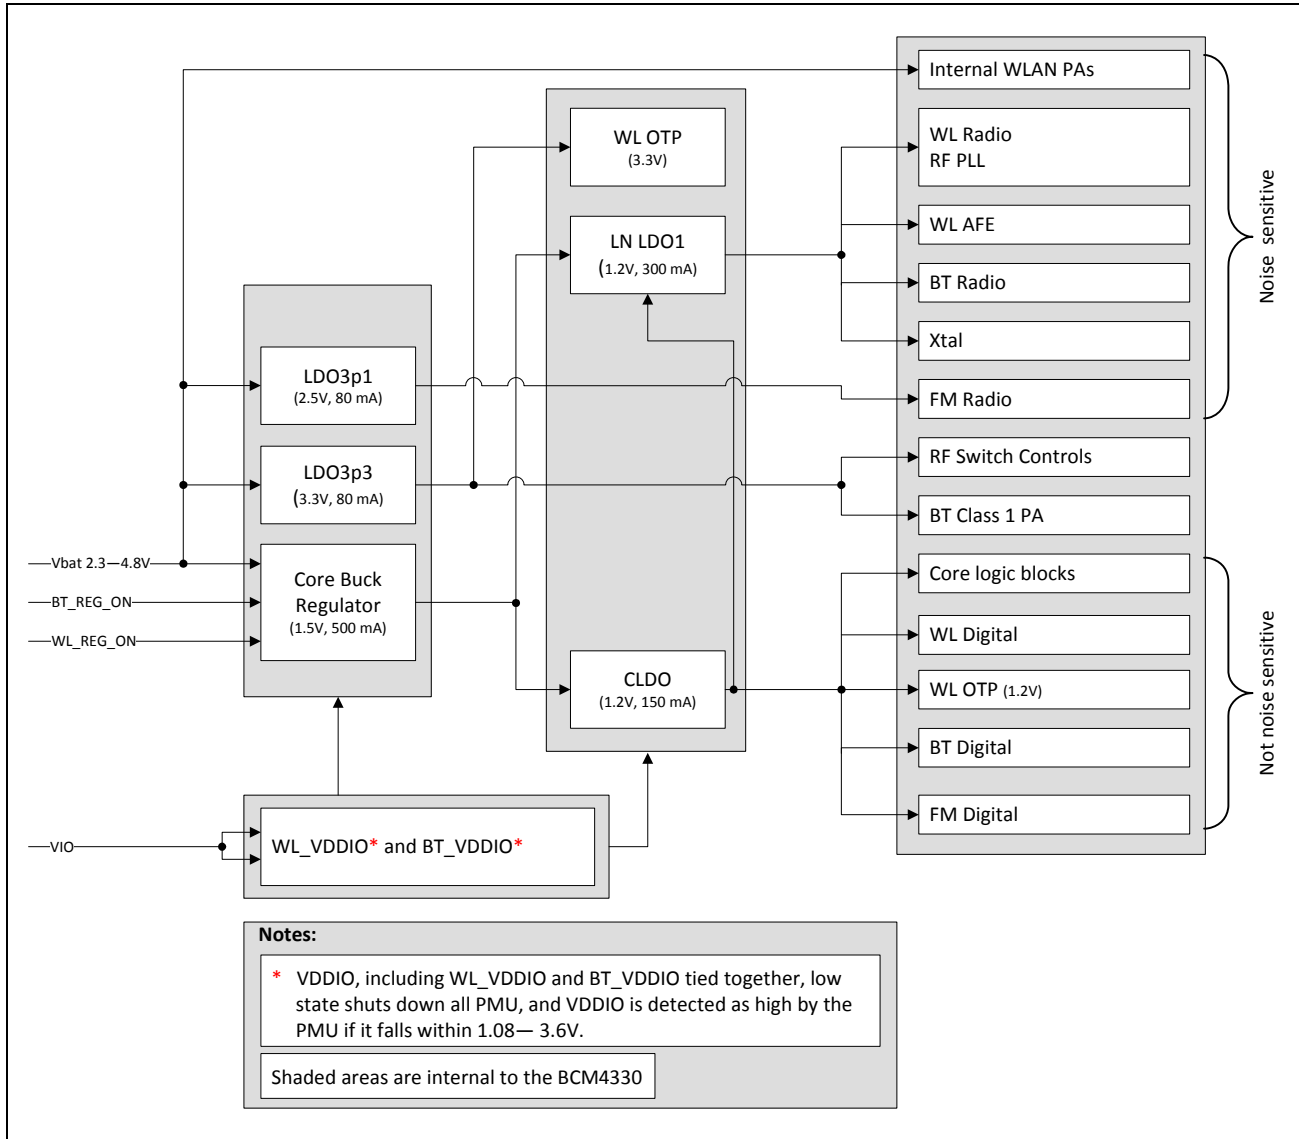 Internal WLAN PAs
WL Radio
RF PLL
WL AFE
BT Radio
Xtal
FM Radio
RF Switch Controls
BT Class 1 PA
Core logic blocks
WL Digital
WL OTP (1.2V)
BT Digital
FM Digital
Noise sensitive
Not noise sensitive
WL OTP
(3.3V)
LN LDO1
(1.2V, 300 mA)
CLDO
(1.2V, 150 mA)
LDO3p1
(2.5V, 80 mA)
LDO3p3
(3.3V, 80 mA)
Core Buck
Regulator
(1.5V, 500 mA)
Vbat 2.3—4.8V
BT_REG_ON
WL_REG_ON
VIO
WL_VDDIO* and BT_VDDIO*
Notes:
* VDDIO, including WL_VDDIO and BT_VDDIO tied together, low
state shuts down all PMU, and VDDIO is detected as high by the
PMU if it falls within 1.08— 3.6V.
Shaded areas are internal to the BCM4330